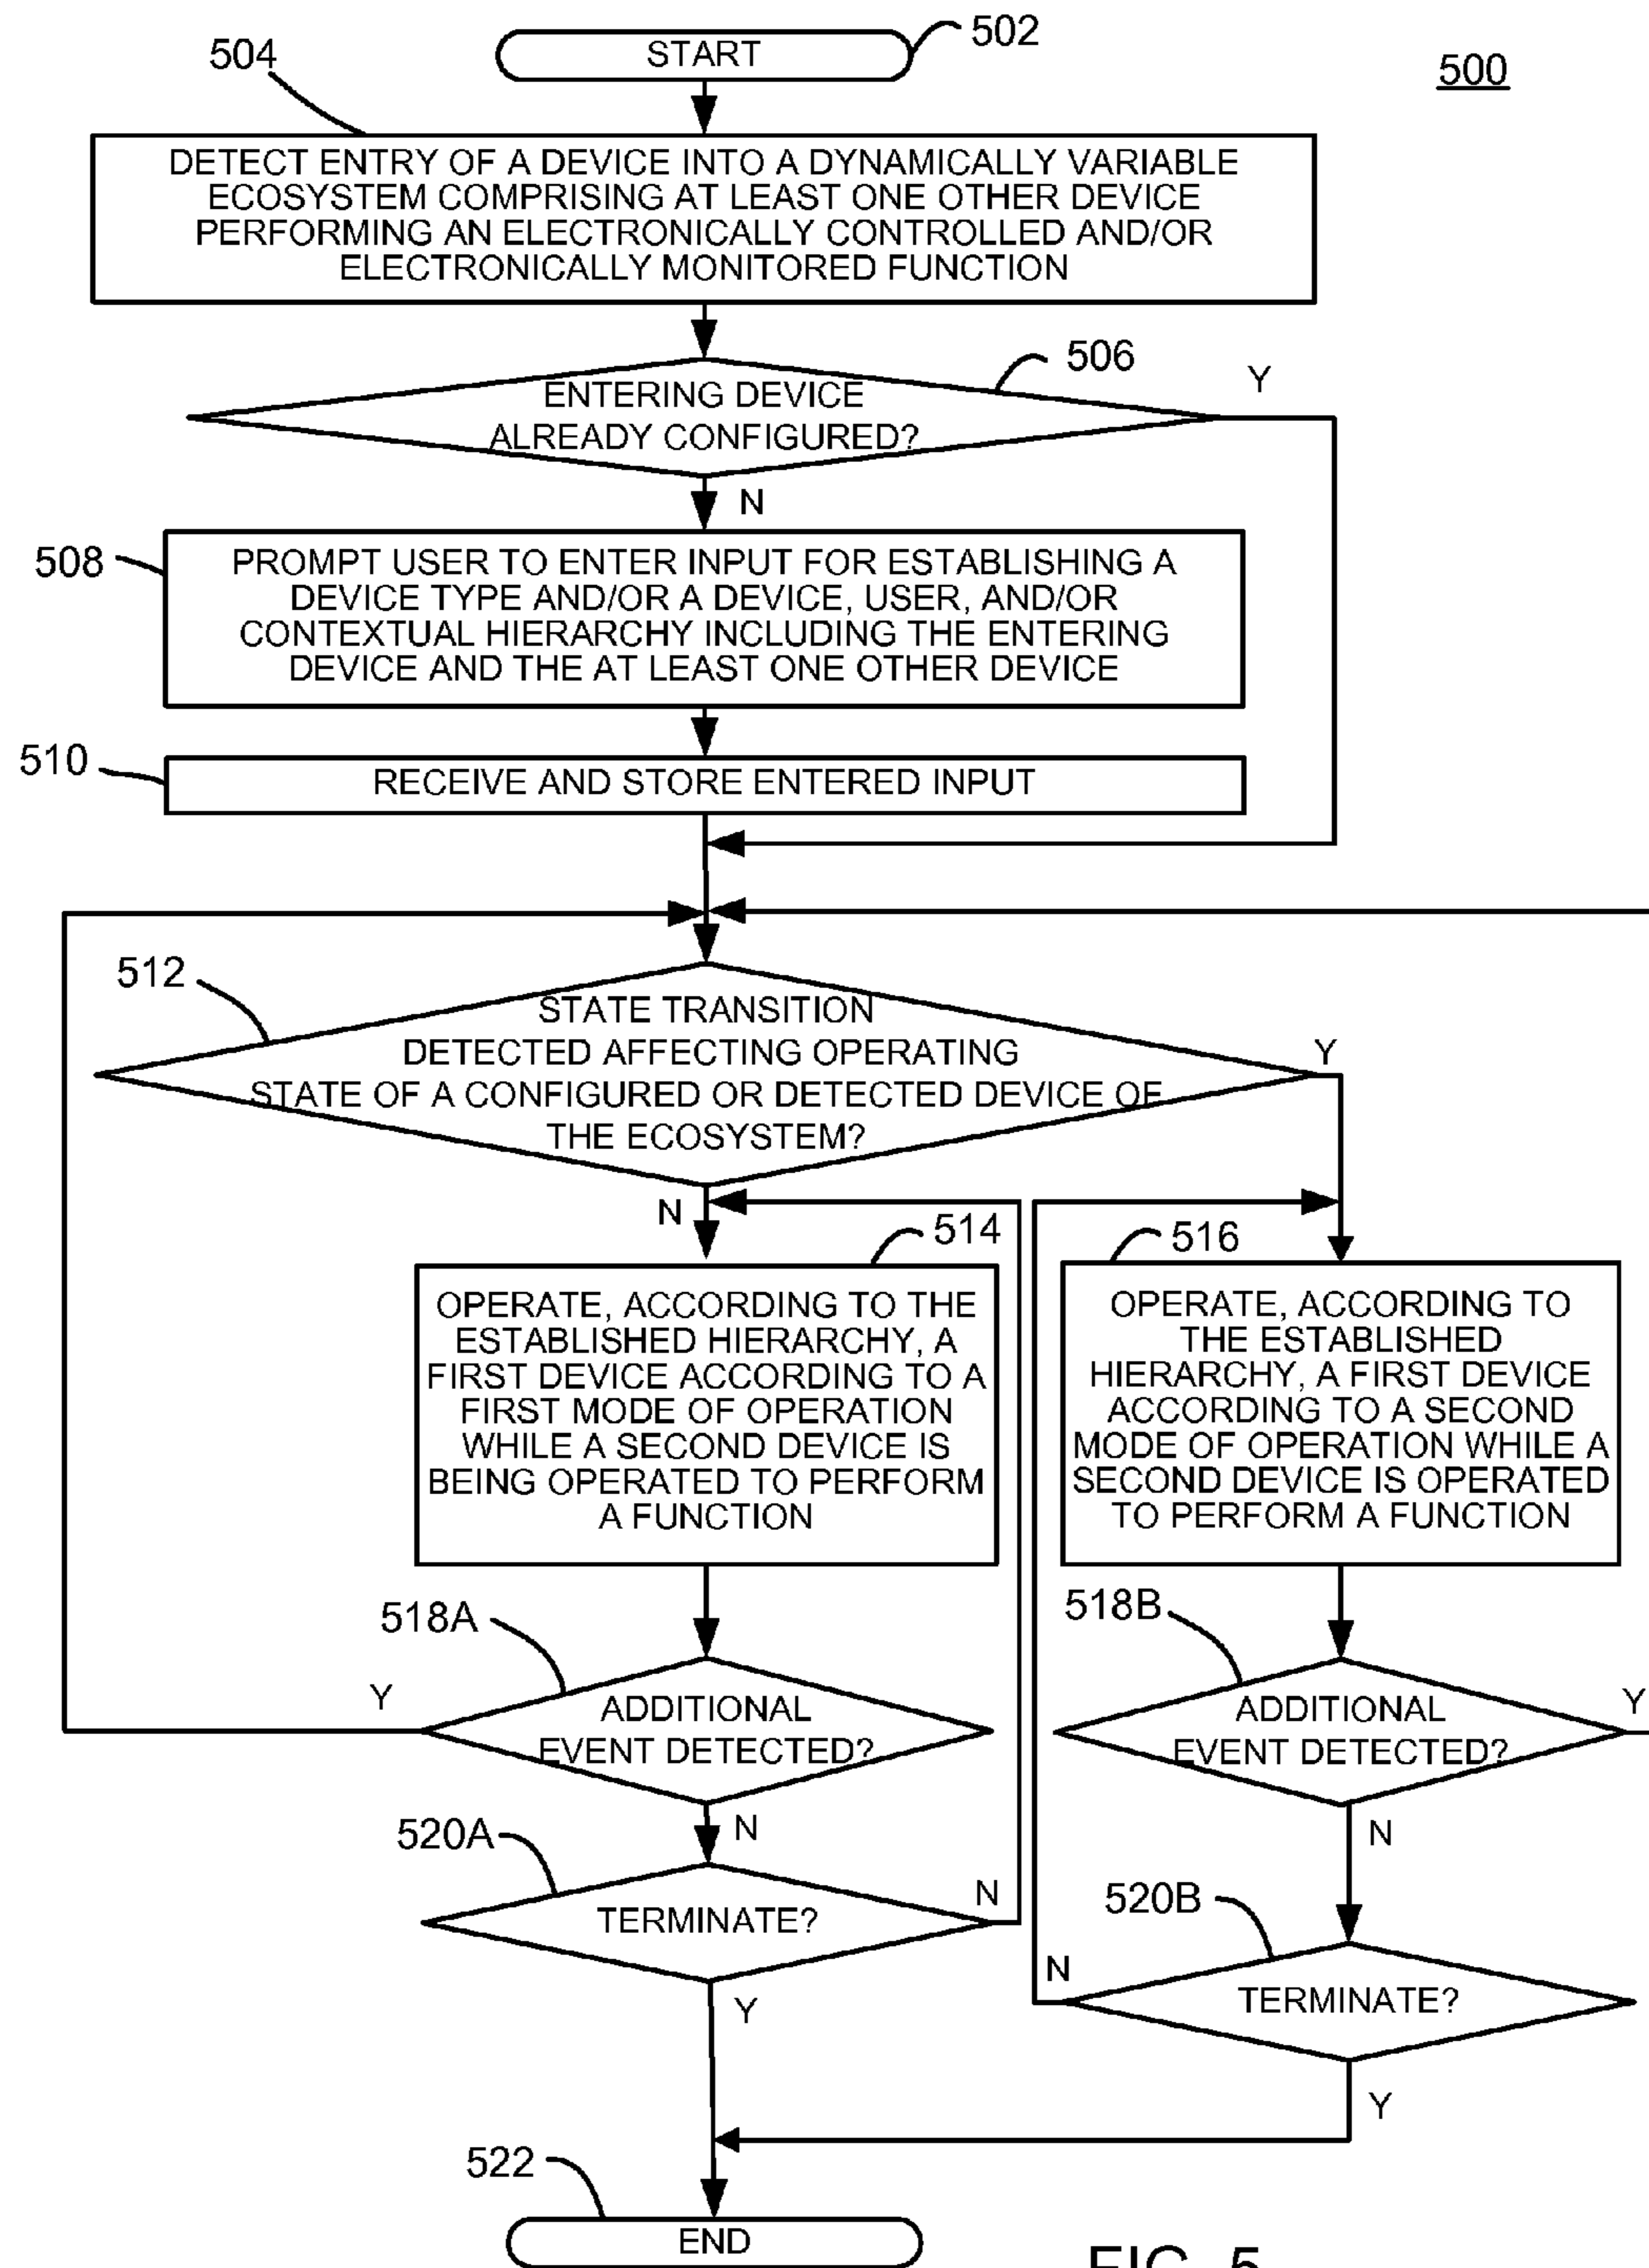 502
START
504
500
DETECT ENTRY OF A DEVICE INTO A DYNAMICALLY VARIABLE
ECOSYSTEM COMPRISING AT LEAST ONE OTHER DEVICE
PERFORMING AN ELECTRONICALLY CONTROLLED AND/OR
ELECTRONICALLY MONITORED FUNCTION
506
Y
ENTERING DEVICE
ALREADY CONFIGURED?
N
508
PROMPT USER TO ENTER INPUT FOR ESTABLISHING A
DEVICE TYPE AND/OR A DEVICE, USER, AND/OR
CONTEXTUAL HIERARCHY INCLUDING THE ENTERING
DEVICE AND THE AT LEAST ONE OTHER DEVICE
510
RECEIVE AND STORE ENTERED INPUT
512
STATE TRANSITION
DETECTED AFFECTING OPERATING
STATE OF A CONFIGURED OR DETECTED DEVICE OF
THE ECOSYSTEM?
Y
N
514
516
OPERATE, ACCORDING TO THE
ESTABLISHED HIERARCHY, A
FIRST DEVICE ACCORDING TO A
FIRST MODE OF OPERATION
WHILE A SECOND DEVICE IS
BEING OPERATED TO PERFORM
A FUNCTION
OPERATE, ACCORDING TO
THE ESTABLISHED
HIERARCHY, A FIRST DEVICE
ACCORDING TO A SECOND
MODE OF OPERATION WHILE A
SECOND DEVICE IS OPERATED
TO PERFORM A FUNCTION
518A
518B
Y
ADDITIONAL
EVENT DETECTED?
ADDITIONAL
EVENT DETECTED?
Y
N
N
520A
N
TERMINATE?
520B
N
TERMINATE?
Y
Y
522
END
FIG. 5